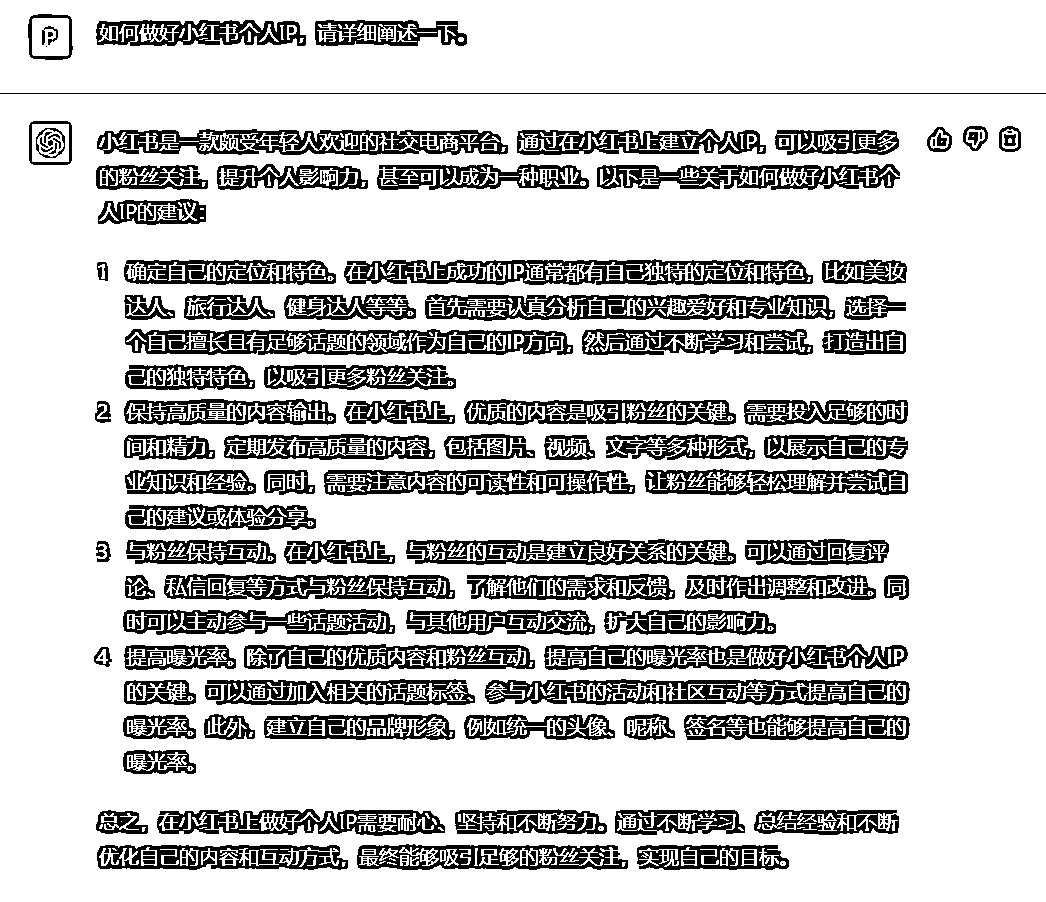 如何做好小红书个人IP，请详细阐述一下。
小红书是一款颇受年轻人欢迎的社交电商平台，通过在小红书上建立个人IP，可以吸引更多
的粉丝关注，提升个人影响力，甚至可以成为一种职业。以下是一些关于如何做好小红书个
人IP的建议：
1 确定自己的定位和特色。在小红书上成功的IP通常都有自己独特的定位和特色，比如美妆
达人、旅行达人、健身达人等等。首先需要认真分析自己的兴趣爱好和专业知识，选择一
个自己擅长且有足够话题的领域作为自己的IP方向，然后通过不断学习和尝试，打造出自
己的独特特色，以吸引更多粉丝关注。
2 保持高质量的内容输出。在小红书上，优质的内容是吸引粉丝的关键。需要投入足够的时
间和精力，定期发布高质量的内容，包括图片、视频、文字等多种形式，以展示自己的专
业知识和经验。同时，需要注意内容的可读性和可操作性，让粉丝能够轻松理解并尝试自
己的建议或体验分享。
3 与粉丝保持互动。在小红书上，与粉丝的互动是建立良好关系的关键。可以通过回复评
论、私信回复等方式与粉丝保持互动，了解他们的需求和反馈，及时作出调整和改进。同
时可以主动参与一些话题活动，与其他用户互动交流，扩大自己的影响力。
4 提高曝光率。除了自己的优质内容和粉丝互动，提高自己的曝光率也是做好小红书个人IP
的关键。可以通过加入相关的话题标签、参与小红书的活动和社区互动等方式提高自己的
曝光率。此外，建立自己的品牌形象，例如统一的头像、昵称、签名等也能够提高自己的
曝光率。
总之，在小红书上做好个人IP需要耐心、坚持和不断努力。通过不断学习、总结经验和不断
优化自己的内容和互动方式，最终能够吸引足够的粉丝关注，实现自己的目标。